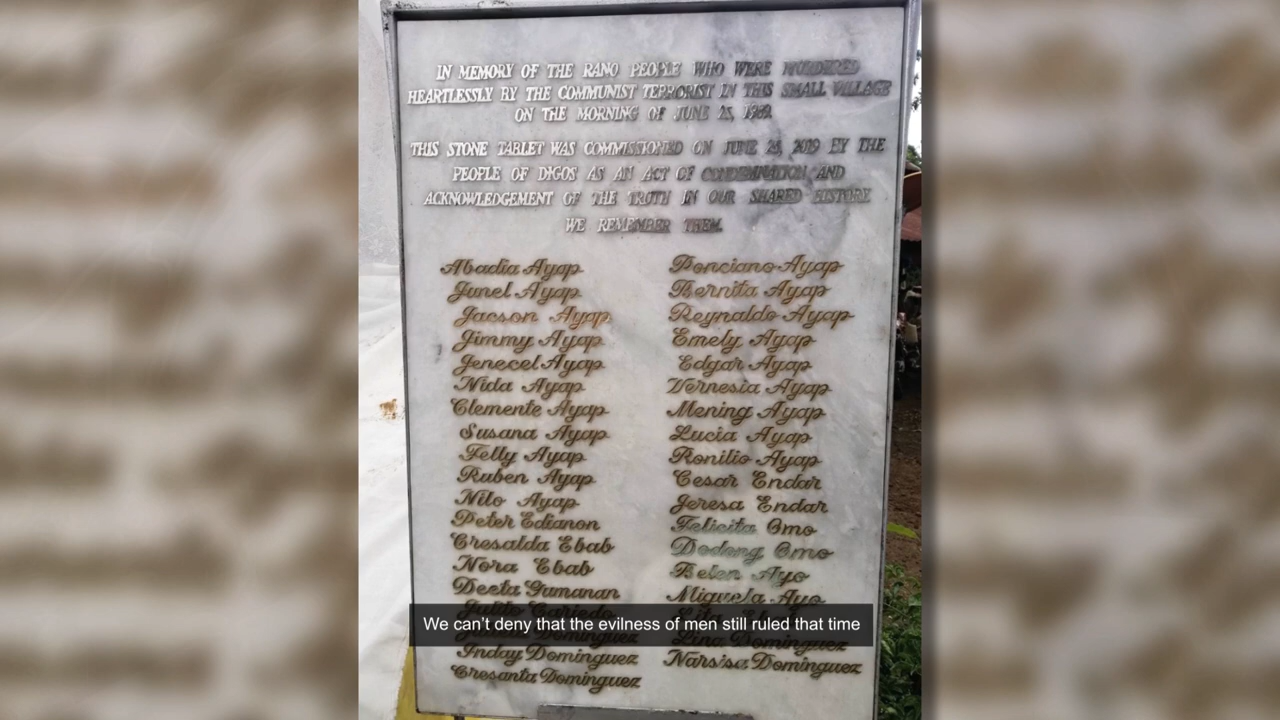 IN MEMORY OF THE RANO PEOPLE WHO WERE MURDERED
HEARTLESSLY BY THE COMMUNIST TERRORIST IN THIS SMALL VILLAGE
ON THE MORNING OF JUNE 25, 1989.
THIS STONE TABLET WAS COMMISSIONED ON JUNE 24, 2019 BY THE
PEOPLE OF DIGOS AS AN ACT OF CONDEMNATION AND
ACKNOWLEDGEMENT OF THE TRUTH IN OUR SHARED HISTORY.
WE REMEMBER THEM.
Abadia Ayap
Junel Ayap
Jacson Ayap
Jimmy Ayap
Jenecel Ayap
Nida Ayap
Clemente Ayap
Susana Ayap
Felly Ayap
Ruben Ayap
Nilo Ayap
Peter Edianon
Cresalda Ebab
Nora Ebab
Deeta Gumanan
Dominguez
Inday Dominguez
Cresanta Dominguez
Ponciano Ayap
Bernita Ayap
Reynaldo Ayap
Emely Ayap
Edgar Ayap
Vernesia Ayap
Mening Ayap
Lucia Ayap
Ronilio Ayap
Cesar Endar
Jeresa Endar
Felicita Omo
Dodong Omo
Belen Ayo
Miguela Ayo
Lina Dominguez
Narsisa Dominguez
We can't deny that the evilness of men still ruled that time